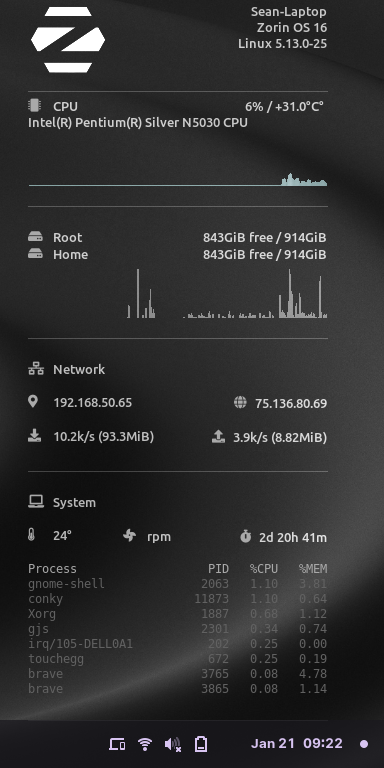 Sean-Laptop
Zorin OS 16
Linux 5.13.0-25
CPU 6% / +31.0°C°
Intel(R) Pentium(R) Silver N5030 CPU
Root 843GiB free / 914GiB
Home 843GiB free / 914GiB
Network
192.168.50.65 75.136.80.69
10.2k/s (93.3MiB) 3.9k/s (8.82MiB)
System
24° rpm 2d 20h 41m
Process PID %CPU %MEM
gnome-shell 2063 1.10 3.81
conky 11873 1.10 0.64
Xorg 1887 0.68 1.12
gjs 2301 0.34 0.74
irq/105-DELL0A1 202 0.25 0.00
touchegg 672 0.25 0.19
brave 3765 0.08 4.78
brave 3865 0.08 1.14
Jan 21 09:22